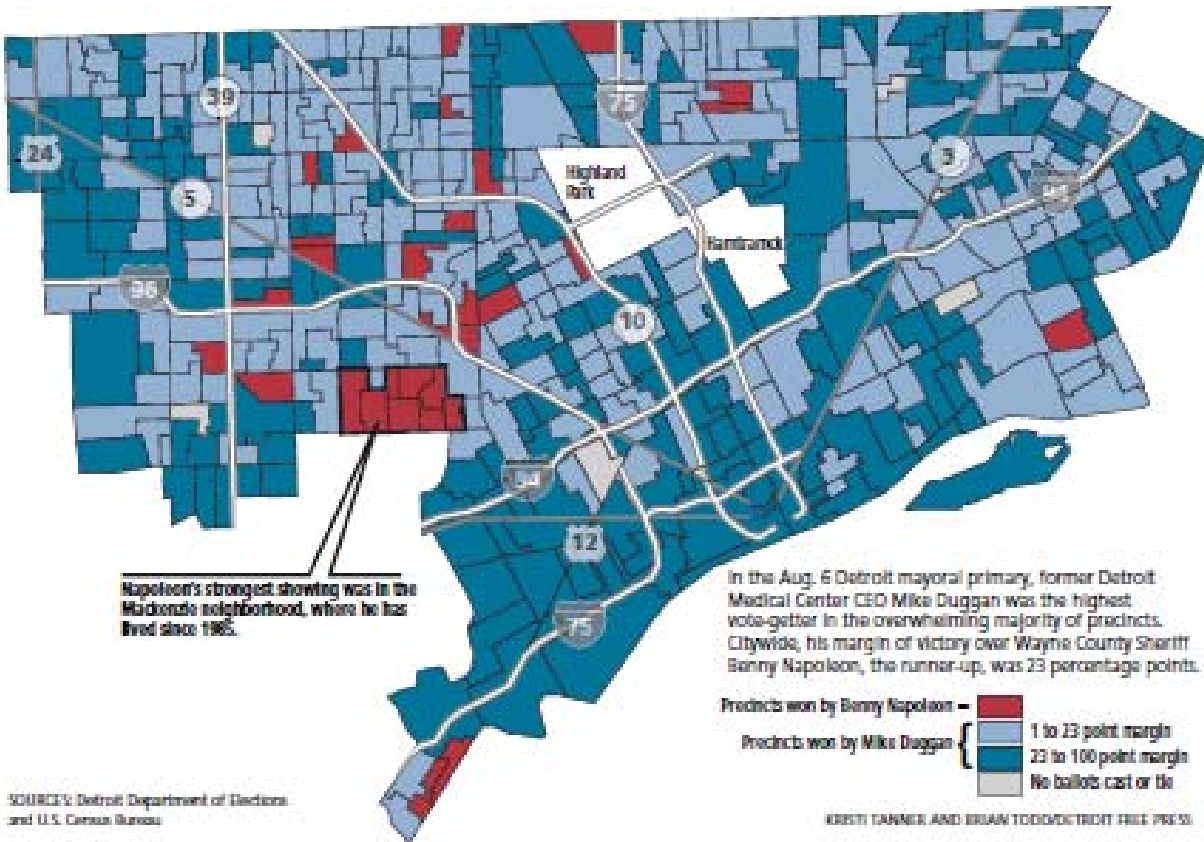 39
75
24
Highland
Park
3
5
94
Hamtramck
96
10
94
12
Napoleon's strongest showing was in the
Mackenzie neighborhood, where he has
lived since 1985.
75
In the Aug. 6 Detroit mayoral primary, former Detroit
Medical Center CEO Mike Duggan was the highest
vote-getter in the overwhelming majority of precincts.
Citywide, his margin of victory over Wayne County Sheriff
Benny Napoleon, the runner-up, was 23 percentage points.
Precincts won by Benny Napoleon
Precincts won by Mike Duggan
1 to 23 point margin
23 to 100 point margin
No ballots cast or tie
SOURCES: Detroit Department of Elections
and U.S. Census Bureau
KRISTI TANNER AND BRIAN TODD/DETROIT FREE PRESS